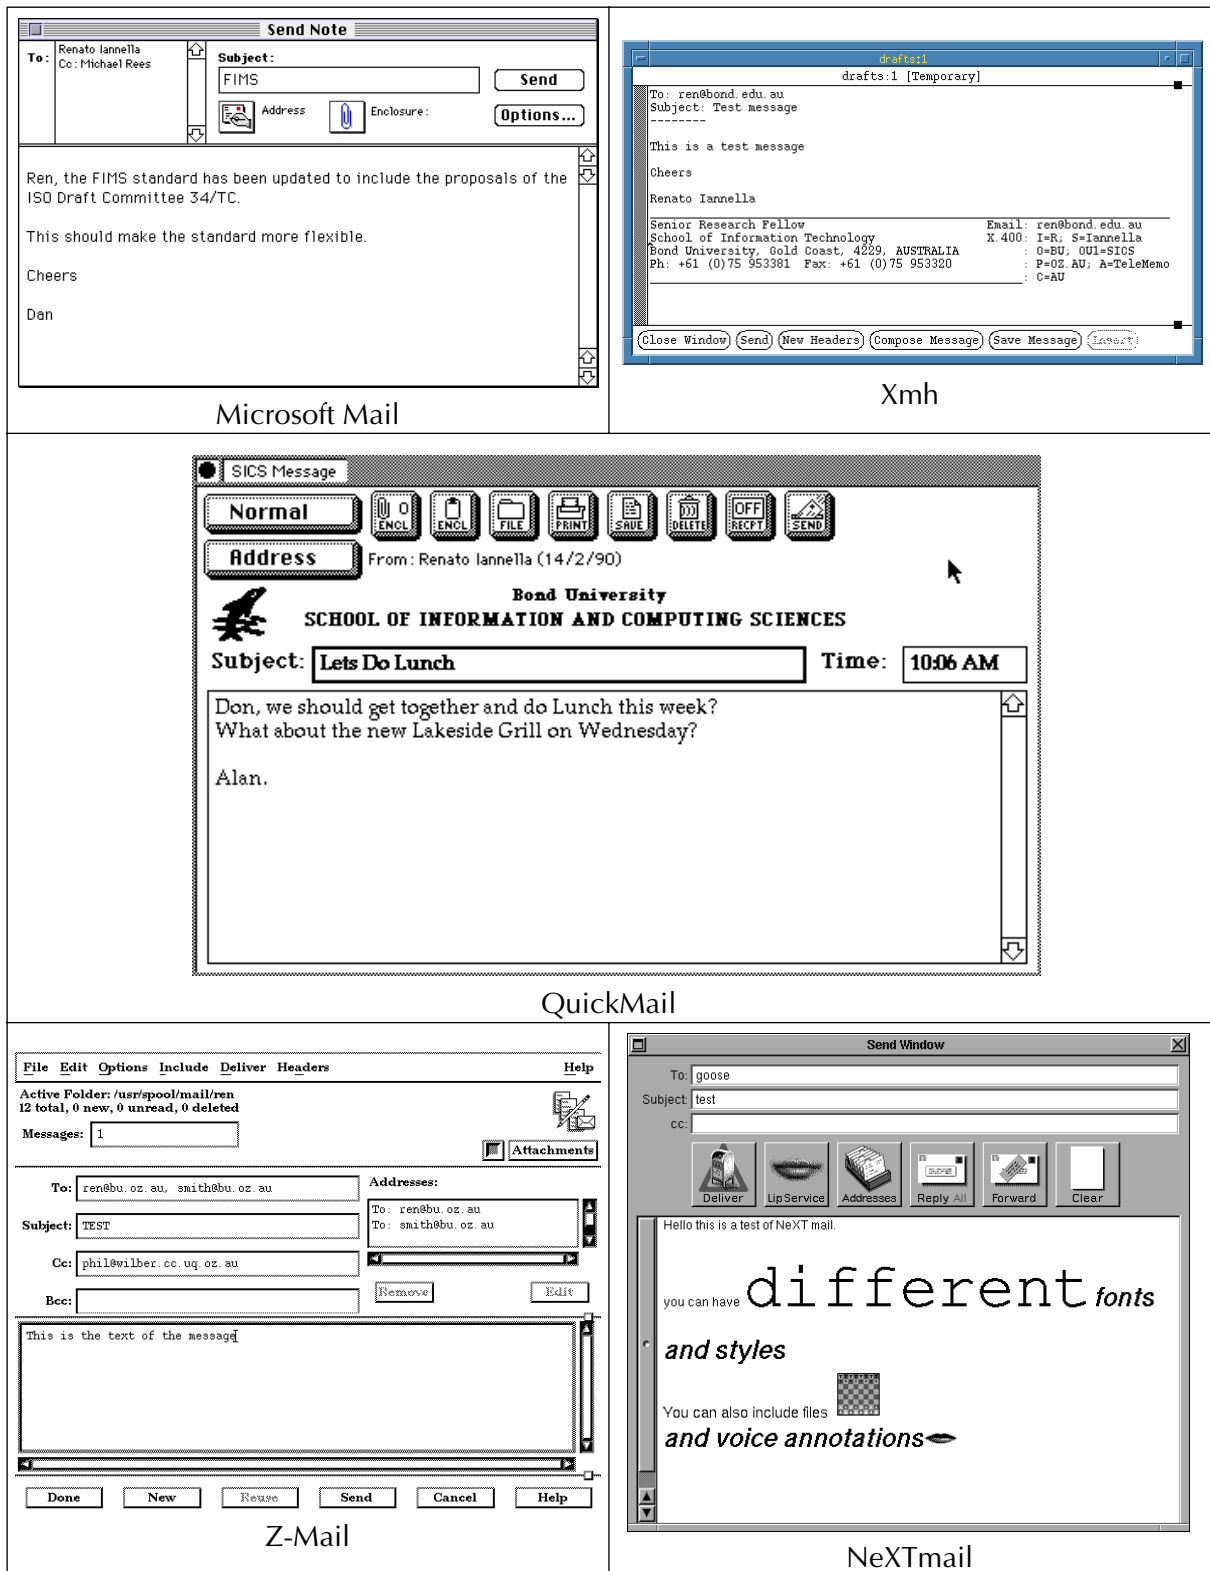 Send Note
To:
Renato Iannella
Cc: Michael Rees
Subject:
FIMS
Send
Address
Enclosure:
Options...
Ren, the FIMS standard has been updated to include the proposals of the
ISO Draft Committee 34/TC.
This should make the standard more flexible.
Cheers
Dan
Microsoft Mail
drafts:1
drafts:1 [Temporary]
To: ren@bond.edu.au
Subject: Test message
--------
This is a test message
Cheers
Renato Iannella
Senior Research Fellow Email: ren@bond.edu.au
School of Information Technology X.400: I=R; S=Iannella
Bond University, Gold Coast, 4229, AUSTRALIA : O=BU; OU1=SICS
Ph: +61 (0)75 953381 Fax: +61 (0)75 953320 : P=OZ.AU; A=TeleMemo
: C=AU
Close Window Send New Headers Compose Message Save Message Insert
Xmh
SICS Message
Normal
ENCL ENCL FILE PRINT SAVE DELETE OFF RECPT SEND
Address
From: Renato Iannella (14/2/90)
Bond University
SCHOOL OF INFORMATION AND COMPUTING SCIENCES
Subject: Lets Do Lunch Time: 10:06 AM
Don, we should get together and do Lunch this week?
What about the new Lakeside Grill on Wednesday?
Alan.
QuickMail
File Edit Options Include Deliver Headers Help
Active Folder: /usr/spool/mail/ren
12 total, 0 new, 0 unread, 0 deleted
Messages: 1
Attachments
To: ren@bu.oz.au, smith@bu.oz.au
Subject: TEST
Cc: phil@wilber.cc.uq.oz.au
Bcc:
Addresses:
To: ren@bu.oz.au
To: smith@bu.oz.au
Remove Edit
This is the text of the message
Done New Reuse Send Cancel Help
Z-Mail
Send Window
To: goose
Subject: test
cc:
Deliver Lip Service Addresses Reply All Forward Clear
Hello this is a test of NeXT mail.
you can have different fonts
and styles
You can also include files
and voice annotations
NeXTmail